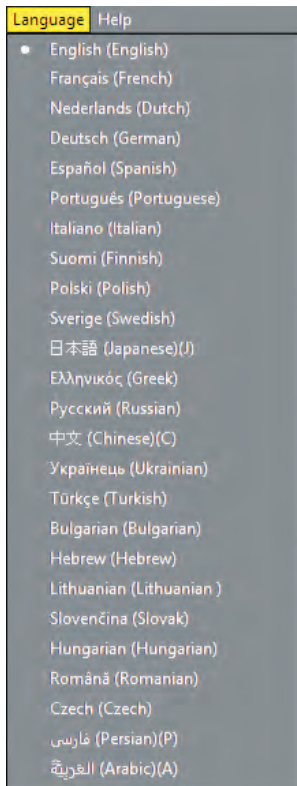 Language Help
English (English)
Français (French)
Nederlands (Dutch)
Deutsch (German)
Español (Spanish)
Português (Portuguese)
Italiano (Italian)
Suomi (Finnish)
Polski (Polish)
Sverige (Swedish)
日本語 (Japanese)(J)
Ελληνικός (Greek)
Русский (Russian)
中文 (Chinese)(C)
Українець (Ukrainian)
Türkçe (Turkish)
Bulgarian (Bulgarian)
Hebrew (Hebrew)
Lithuanian (Lithuanian )
Slovenčina (Slovak)
Hungarian (Hungarian)
Română (Romanian)
Czech (Czech)
فارسی (Persian)(P)
(Arabic)(A)